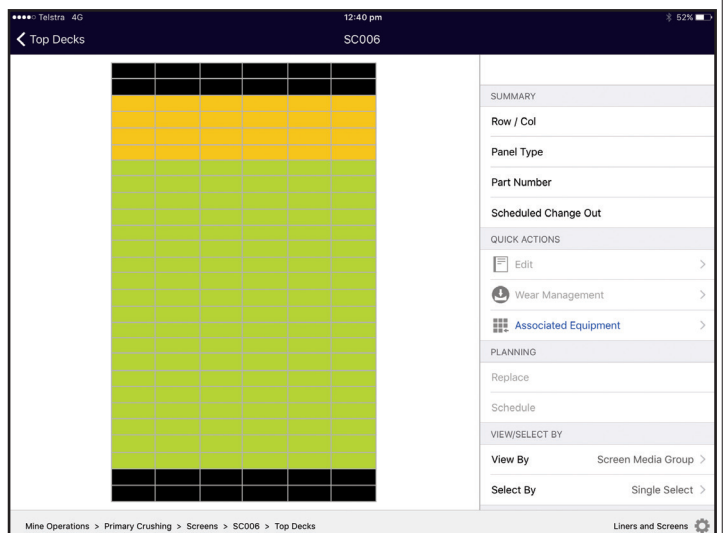 Telstra 4G 12:40 pm 52%
Top Decks SC006
SUMMARY
Row / Col
Panel Type
Part Number
Scheduled Change Out
QUICK ACTIONS
Edit
Wear Management
Associated Equipment
PLANNING
Replace
Schedule
VIEW/SELECT BY
View By Screen Media Group
Select By Single Select
Mine Operations > Primary Crushing > Screens > SC006 > Top Decks Liners and Screens